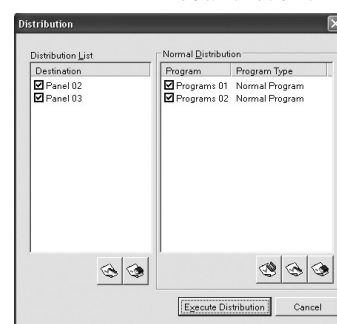 Distribution
Distribution List
Normal Distribution
Destination
Program Program Type
Panel 02
Panel 03
Programs 01 Normal Program
Programs 02 Normal Program
Execute Distribution Cancel